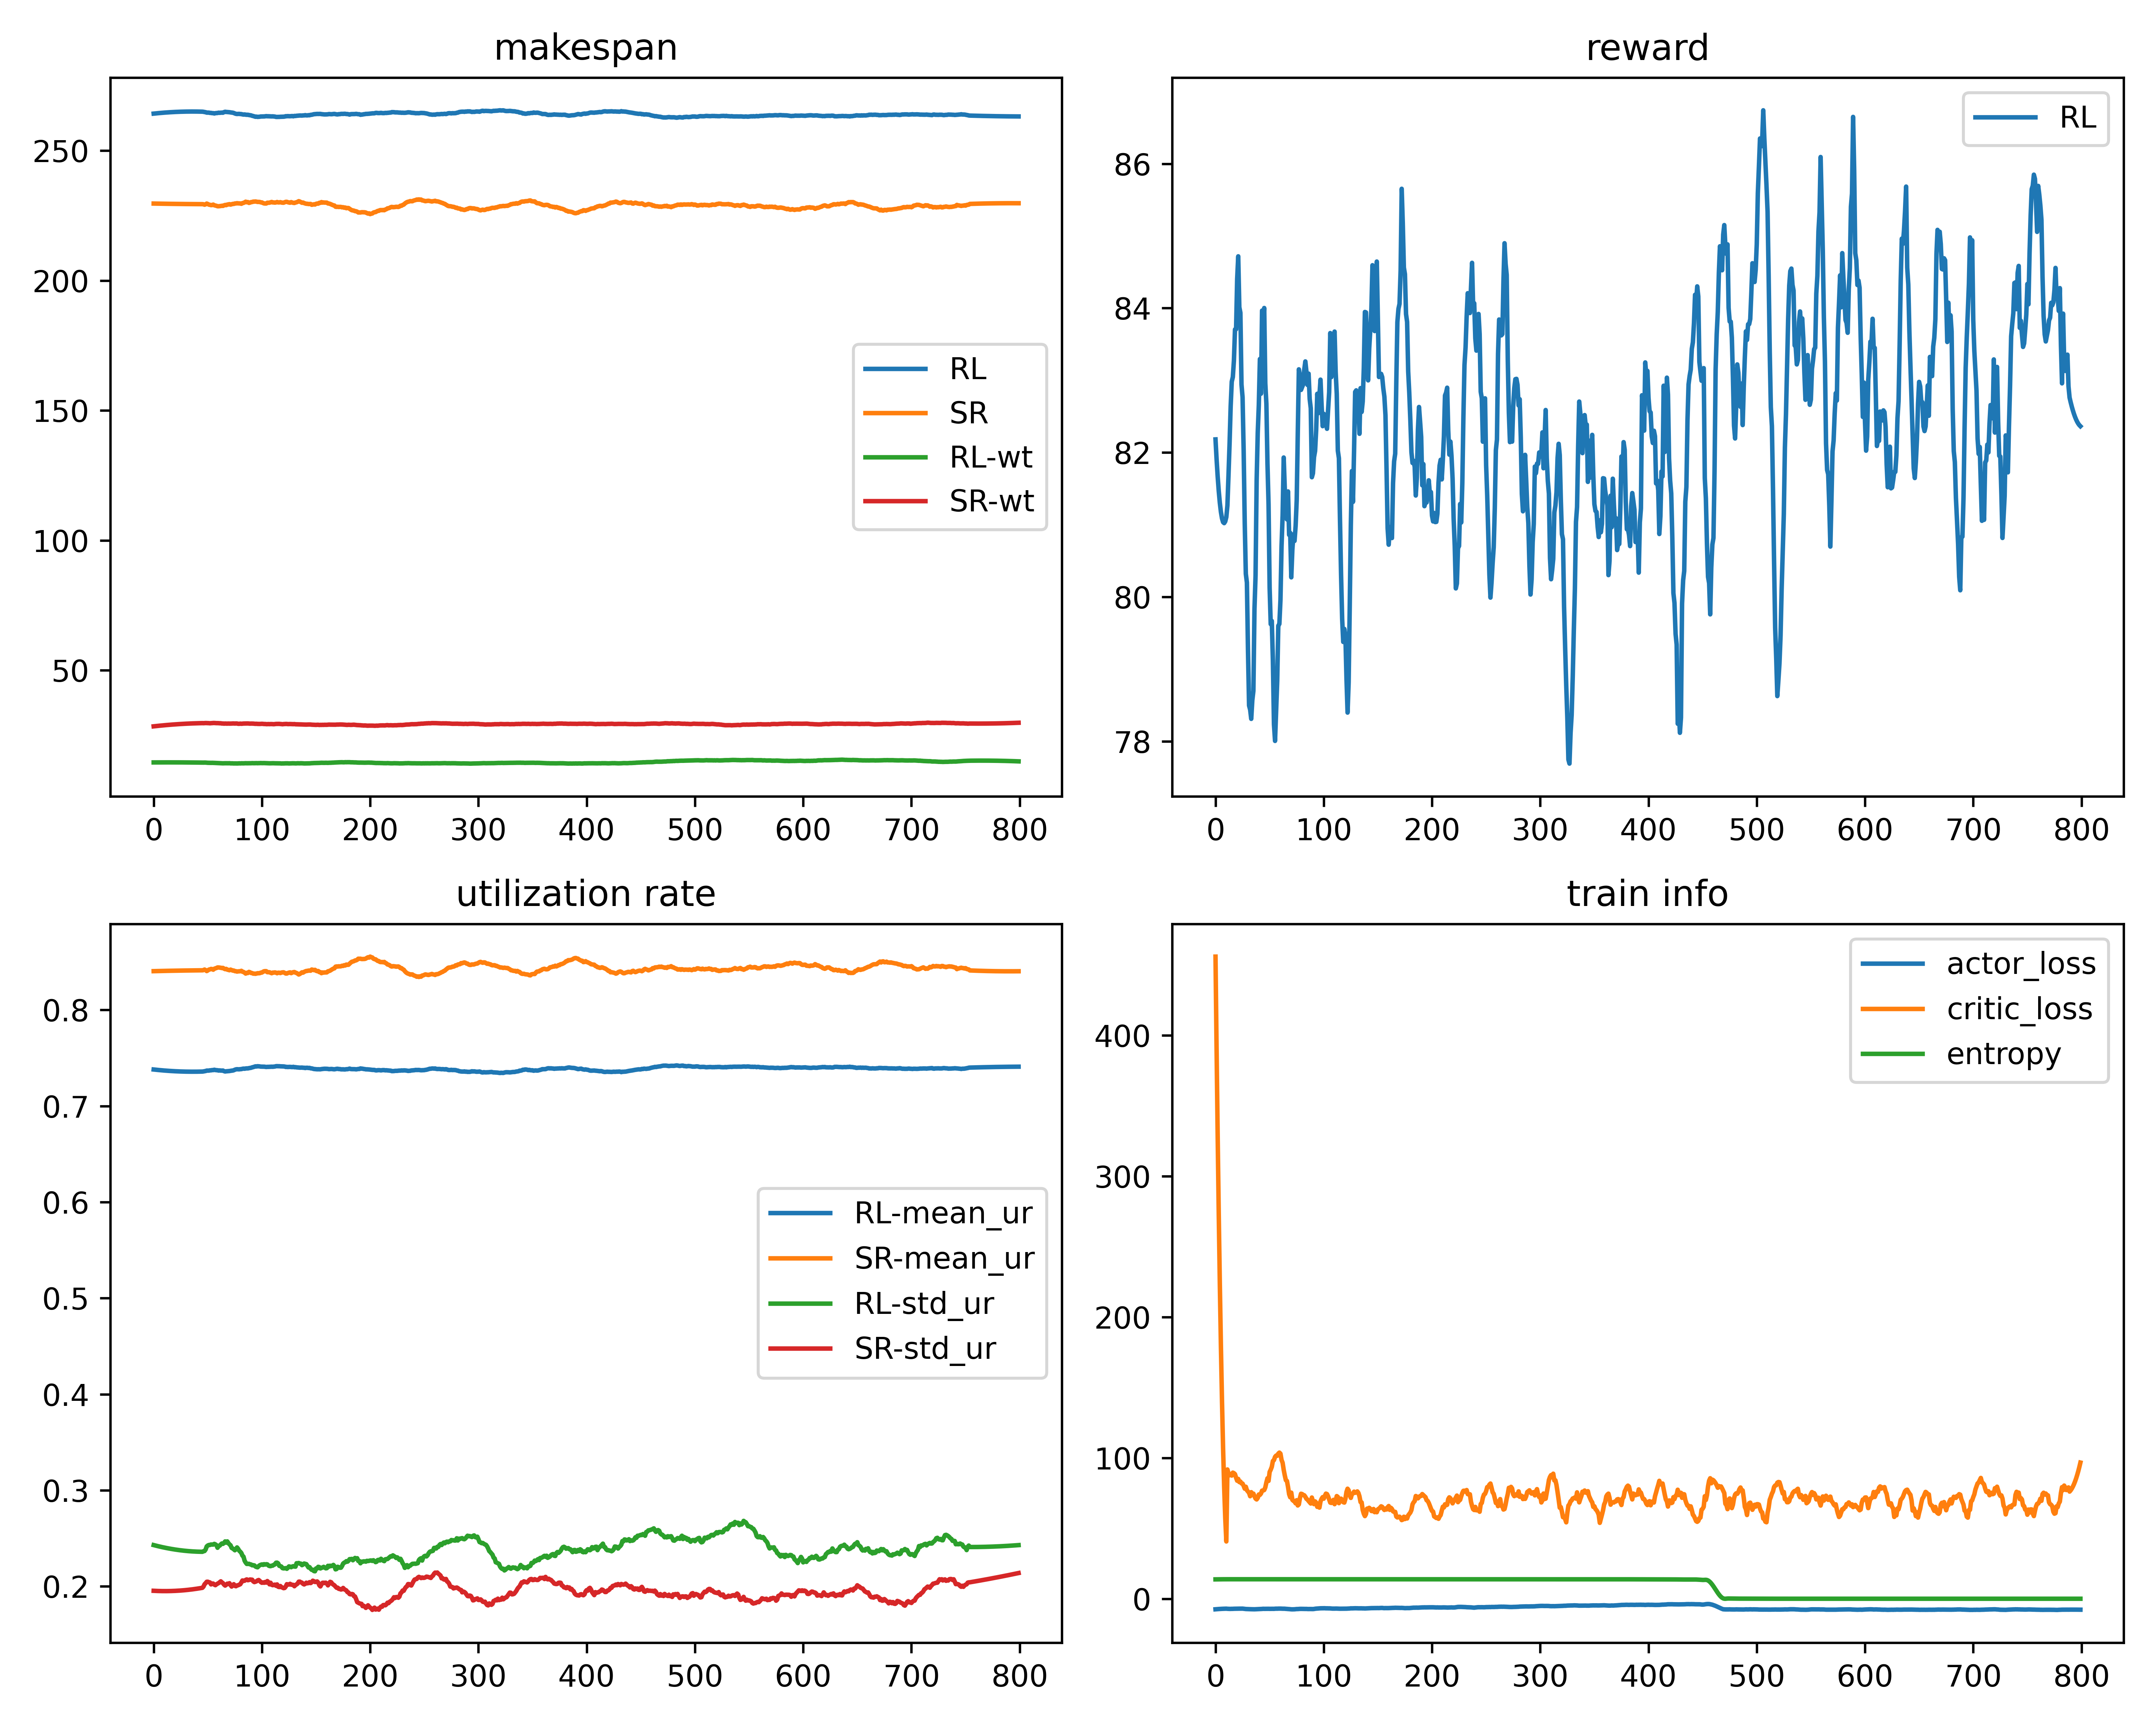 makespan
250
200
150
100
50
0 100 200 300 400 500 600 700 800
RL
SR
RL-wt
SR-wt
reward
86
84
82
80
78
0 100 200 300 400 500 600 700 800
RL
utilization rate
0.8
0.7
0.6
0.5
0.4
0.3
0.2
0 100 200 300 400 500 600 700 800
RL-mean_ur
SR-mean_ur
RL-std_ur
SR-std_ur
train info
400
300
200
100
0
0 100 200 300 400 500 600 700 800
actor_loss
critic_loss
entropy